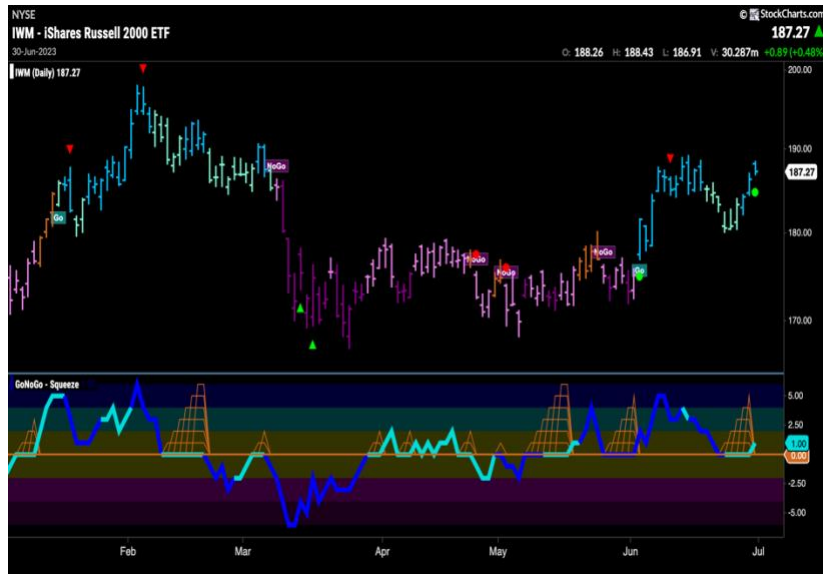 NYSE
© StockCharts.com
IWM - iShares Russell 2000 ETF
187.27
30-Jun-2023
O: 188.26 H: 188.43 L: 186.91 V: 30.287m +0.89 (+0.48%)
IWM (Daily) 187.27
200.00
190.00
NoGo
187.27
Go
180.00
NoGo
NoGo
NoGo
Go
170.00
GoNoGo - Squeeze
5.00
2.50
1.00
0.00
-2.50
-5.00
Feb Mar Apr May Jun Jul